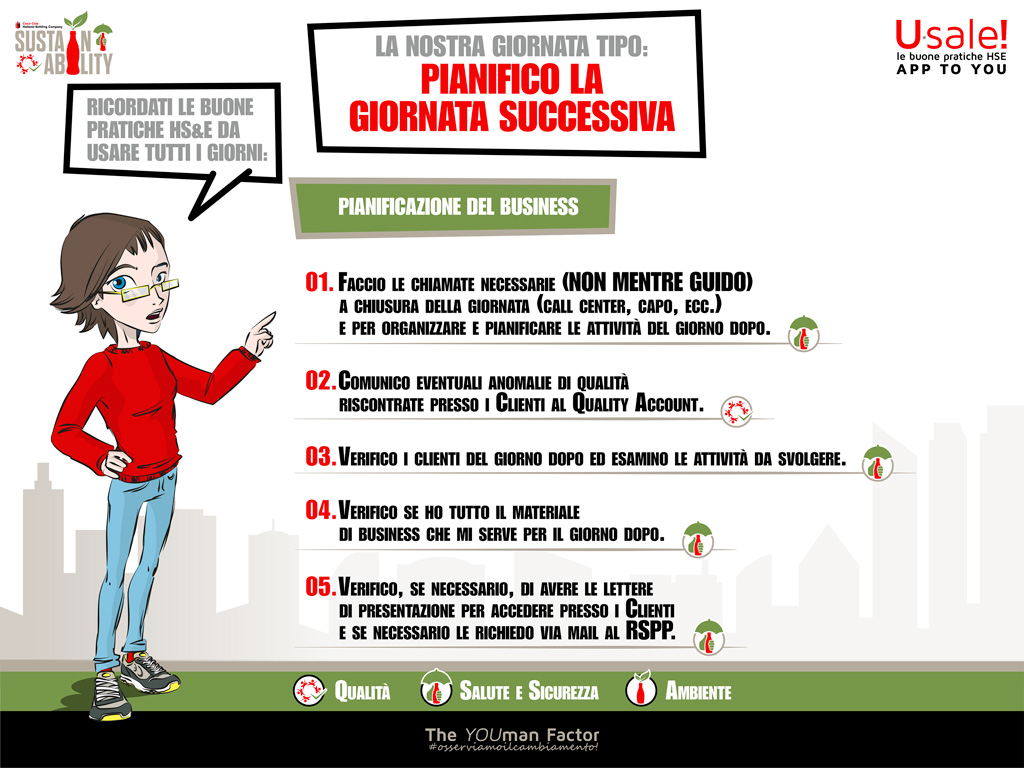 Coca-Cola
Hellenic Bottling Company
SUSTAIN
ABILITY
U·sale!
le buone pratiche HSE
APP TO YOU
LA NOSTRA GIORNATA TIPO:
PIANIFICO LA
GIORNATA SUCCESSIVA
RICORDATI LE BUONE
PRATICHE HS&E DA
USARE TUTTI I GIORNI:
PIANIFICAZIONE DEL BUSINESS
01. FACCIO LE CHIAMATE NECESSARIE (NON MENTRE GUIDO)
A CHIUSURA DELLA GIORNATA (CALL CENTER, CAPO, ECC.)
E PER ORGANIZZARE E PIANIFICARE LE ATTIVITÀ DEL GIORNO DOPO.
02. COMUNICO EVENTUALI ANOMALIE DI QUALITÀ
RISCONTRATE PRESSO I CLIENTI AL QUALITY ACCOUNT.
03. VERIFICO I CLIENTI DEL GIORNO DOPO ED ESAMINO LE ATTIVITÀ DA SVOLGERE.
04. VERIFICO SE HO TUTTO IL MATERIALE
DI BUSINESS CHE MI SERVE PER IL GIORNO DOPO.
05. VERIFICO, SE NECESSARIO, DI AVERE LE LETTERE
DI PRESENTAZIONE PER ACCEDERE PRESSO I CLIENTI
E SE NECESSARIO LE RICHIEDO VIA MAIL AL RSPP.
QUALITÀ
SALUTE E SICUREZZA
AMBIENTE
The YOUman Factor
#osserviamoilcambiamento!